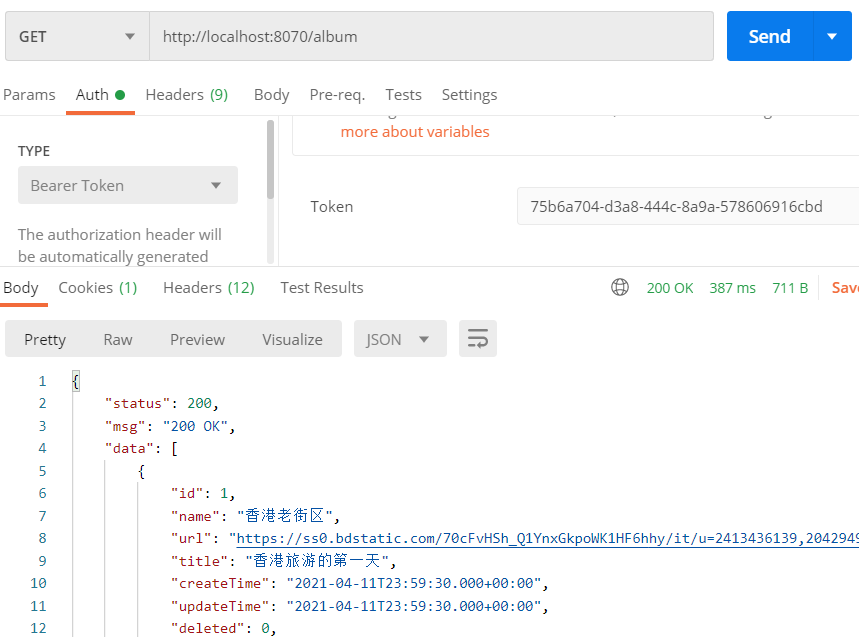 GET http://localhost:8070/album Send
Params Auth Headers (9) Body Pre-req. Tests Settings
more about variables
TYPE
Bearer Token
Token 75b6a704-d3a8-444c-8a9a-578606916cbd
The authorization header will
be automatically generated
Body Cookies (1) Headers (12) Test Results 200 OK 387 ms 711 B Save
Pretty Raw Preview Visualize JSON
1 {
2 "status": 200,
3 "msg": "200 OK",
4 "data": [
5 {
6 "id": 1,
7 "name": "香港老街区",
8 "url": "https://ss0.bdstatic.com/70cFvHSh_Q1YnxGkpoWK1HF6hhy/it/u=2413436139,2042949
9 "title": "香港旅游的第一天",
10 "createTime": "2021-04-11T23:59:30.000+00:00",
11 "updateTime": "2021-04-11T23:59:30.000+00:00",
12 "deleted": 0,